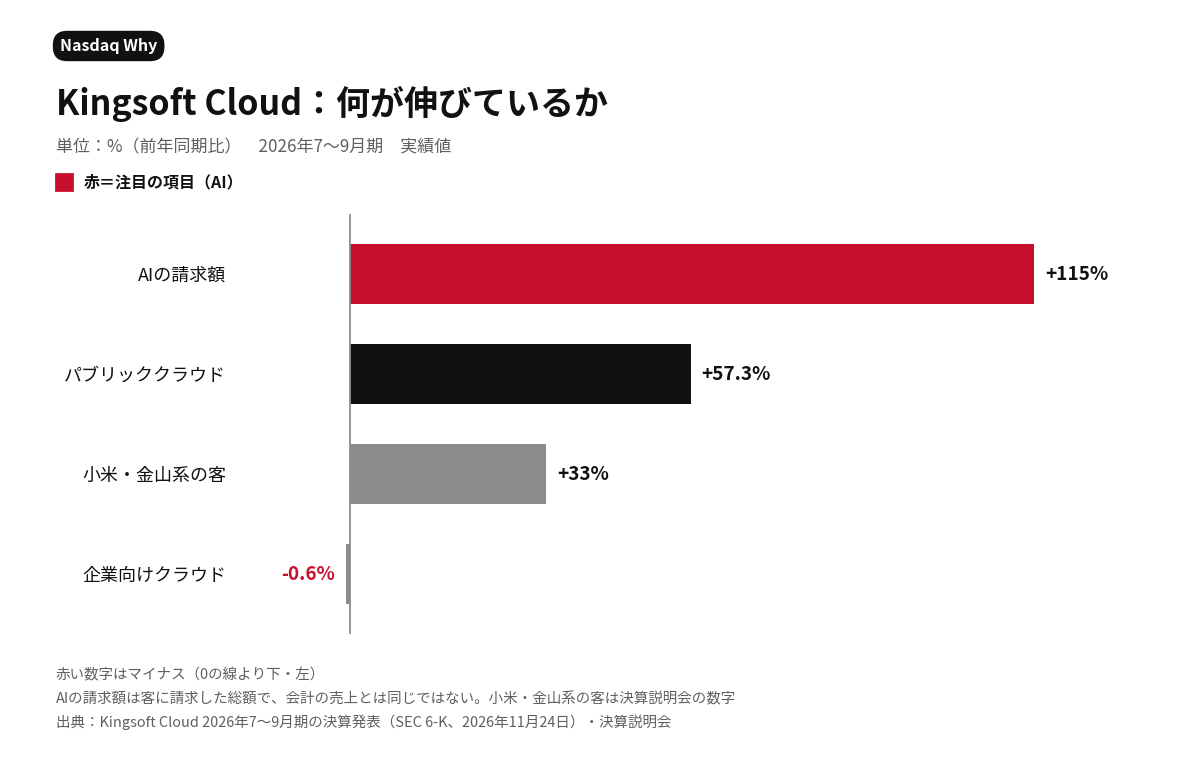 Nasdaq Why
Kingsoft Cloud：何が伸びているか
単位：%（前年同期比）　2026年7〜9月期　実績値
赤＝注目の項目（AI）
AIの請求額
+115%
パブリッククラウド
+57.3%
小米・金山系の客
+33%
企業向けクラウド
-0.6%
赤い数字はマイナス（0の線より下・左）
AIの請求額は客に請求した総額で、会計の売上とは同じではない。小米・金山系の客は決算説明会の数字
出典：Kingsoft Cloud 2026年7〜9月期の決算発表（SEC 6-K、2026年11月24日）・決算説明会